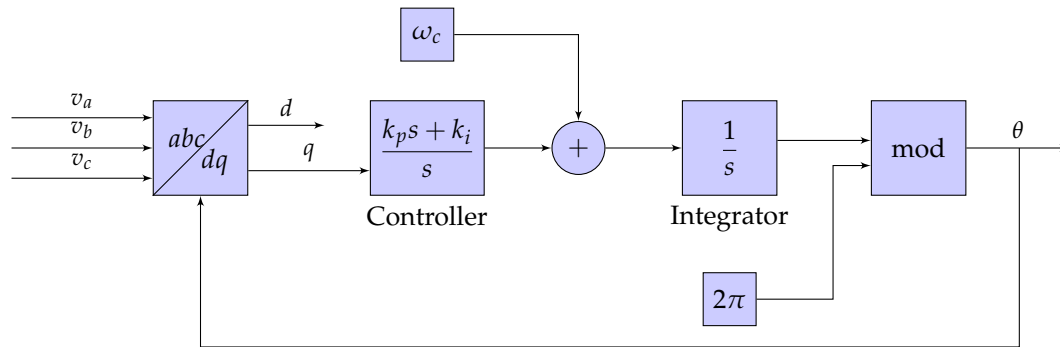 ω_c
v_a
v_b
v_c
abc
dq
d
q
k_p s + k_i
s
Controller
+
1
s
Integrator
mod
θ
2π